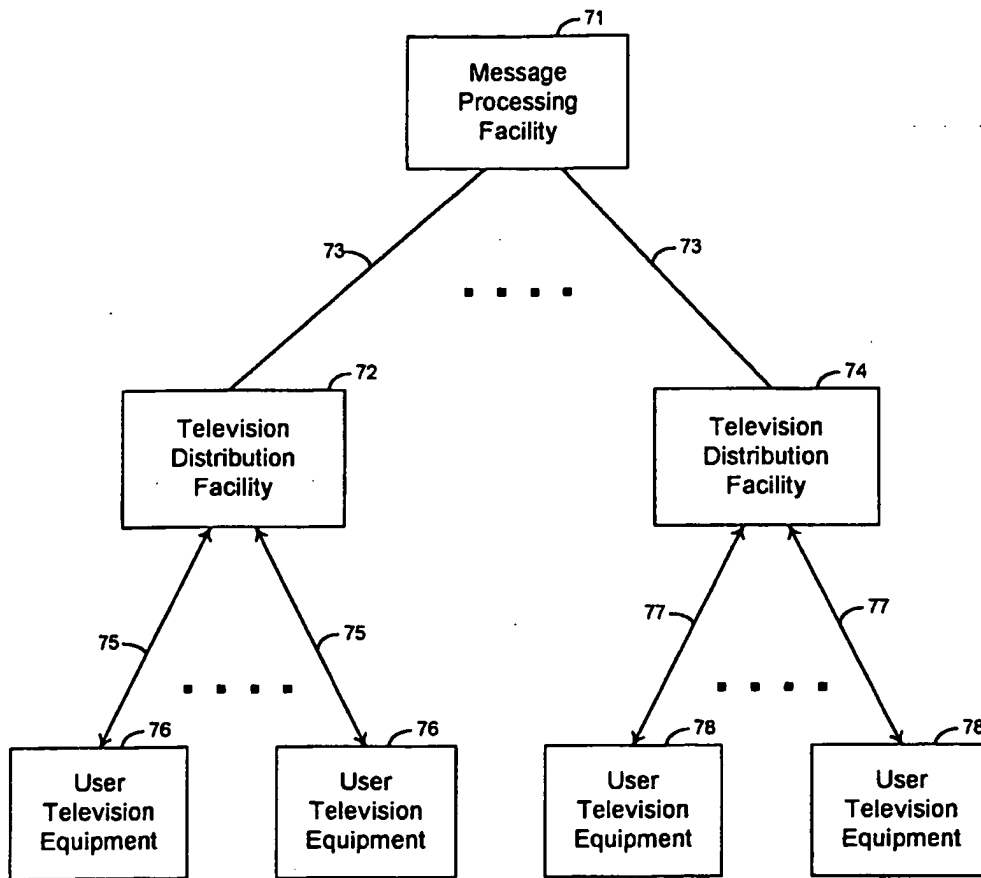 71
Message
Processing
Facility
73
73
72
74
Television
Distribution
Facility
Television
Distribution
Facility
75
75
77
77
76
76
78
78
User
Television
Equipment
User
Television
Equipment
User
Television
Equipment
User
Television
Equipment